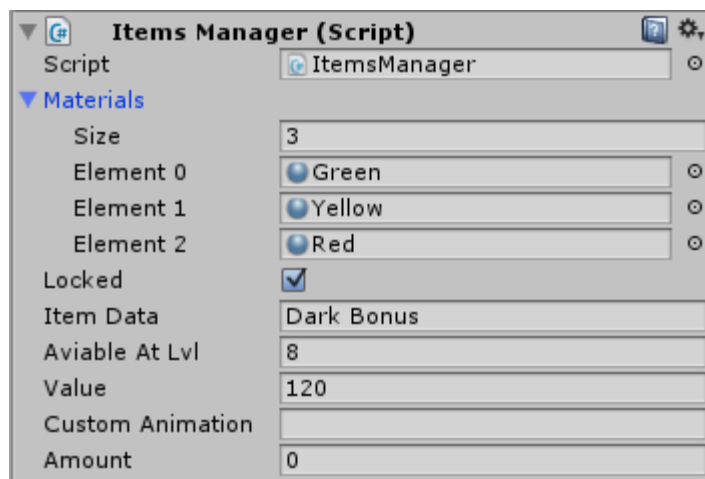 Items Manager (Script)
Script ItemsManager
Materials
Size 3
Element 0 Green
Element 1 Yellow
Element 2 Red
Locked
Item Data Dark Bonus
Aviable At Lvl 8
Value 120
Custom Animation
Amount 0